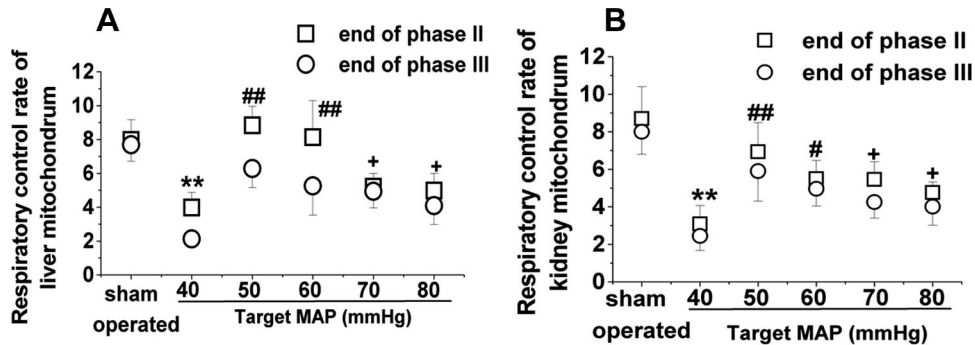 A
end of phase II
end of phase III
Respiratory control rate of
liver mitochondrum
12
10
8
6
4
2
0
**
##
##
+
+
sham
operated
40
50
60
70
80
Target MAP (mmHg)
B
end of phase II
end of phase III
Respiratory control rate of
kidney mitochondrum
12
10
8
6
4
2
0
**
##
#
+
+
sham
operated
40
50
60
70
80
Target MAP (mmHg)